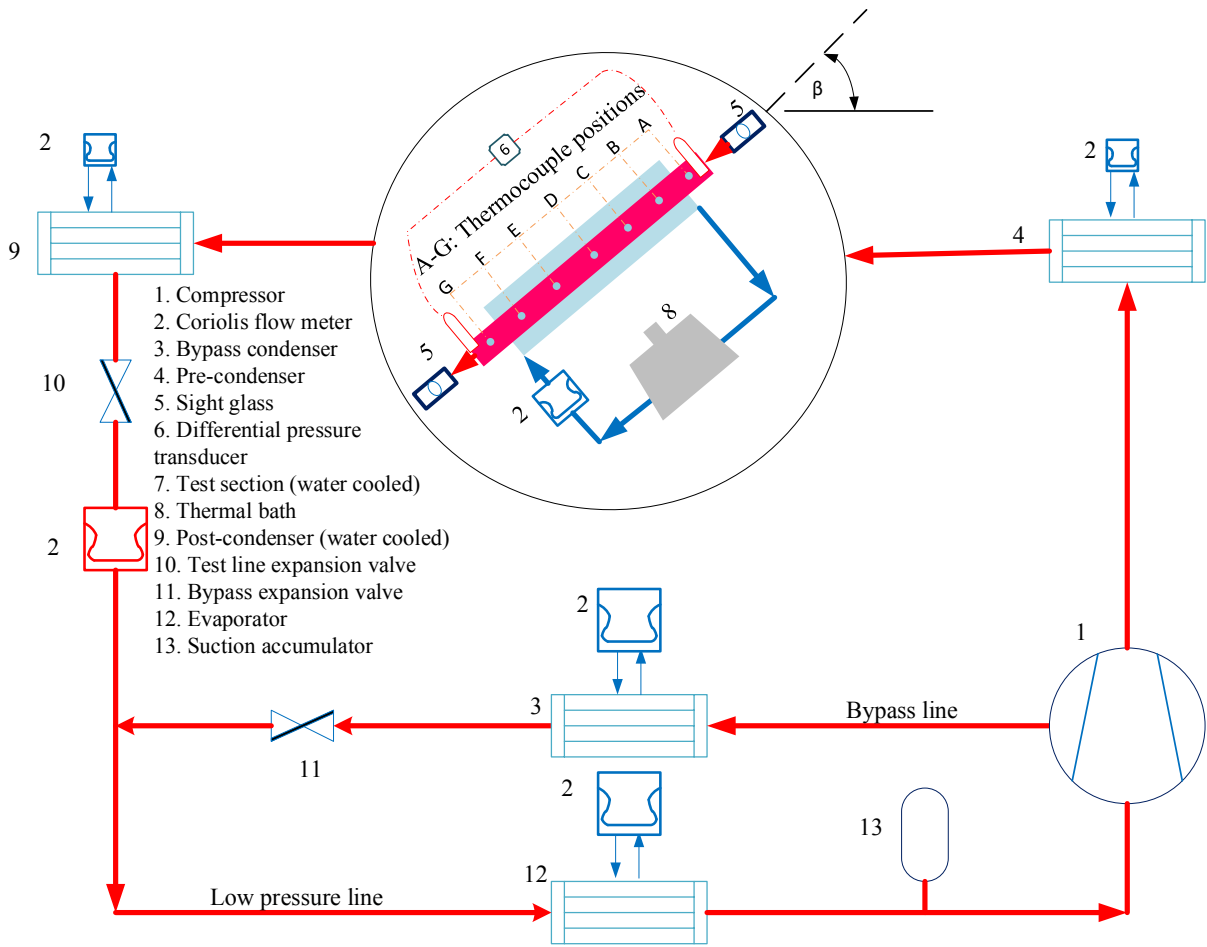 β
5
A-G: Thermocouple positions
6
A
B
C
D
E
F
G
2
2
9
4
8
5
2
10
1. Compressor
2. Coriolis flow meter
3. Bypass condenser
4. Pre-condenser
5. Sight glass
6. Differential pressure
transducer
7. Test section (water cooled)
8. Thermal bath
9. Post-condenser (water cooled)
10. Test line expansion valve
11. Bypass expansion valve
12. Evaporator
13. Suction accumulator
2
2
1
3
Bypass line
11
2
13
12
Low pressure line